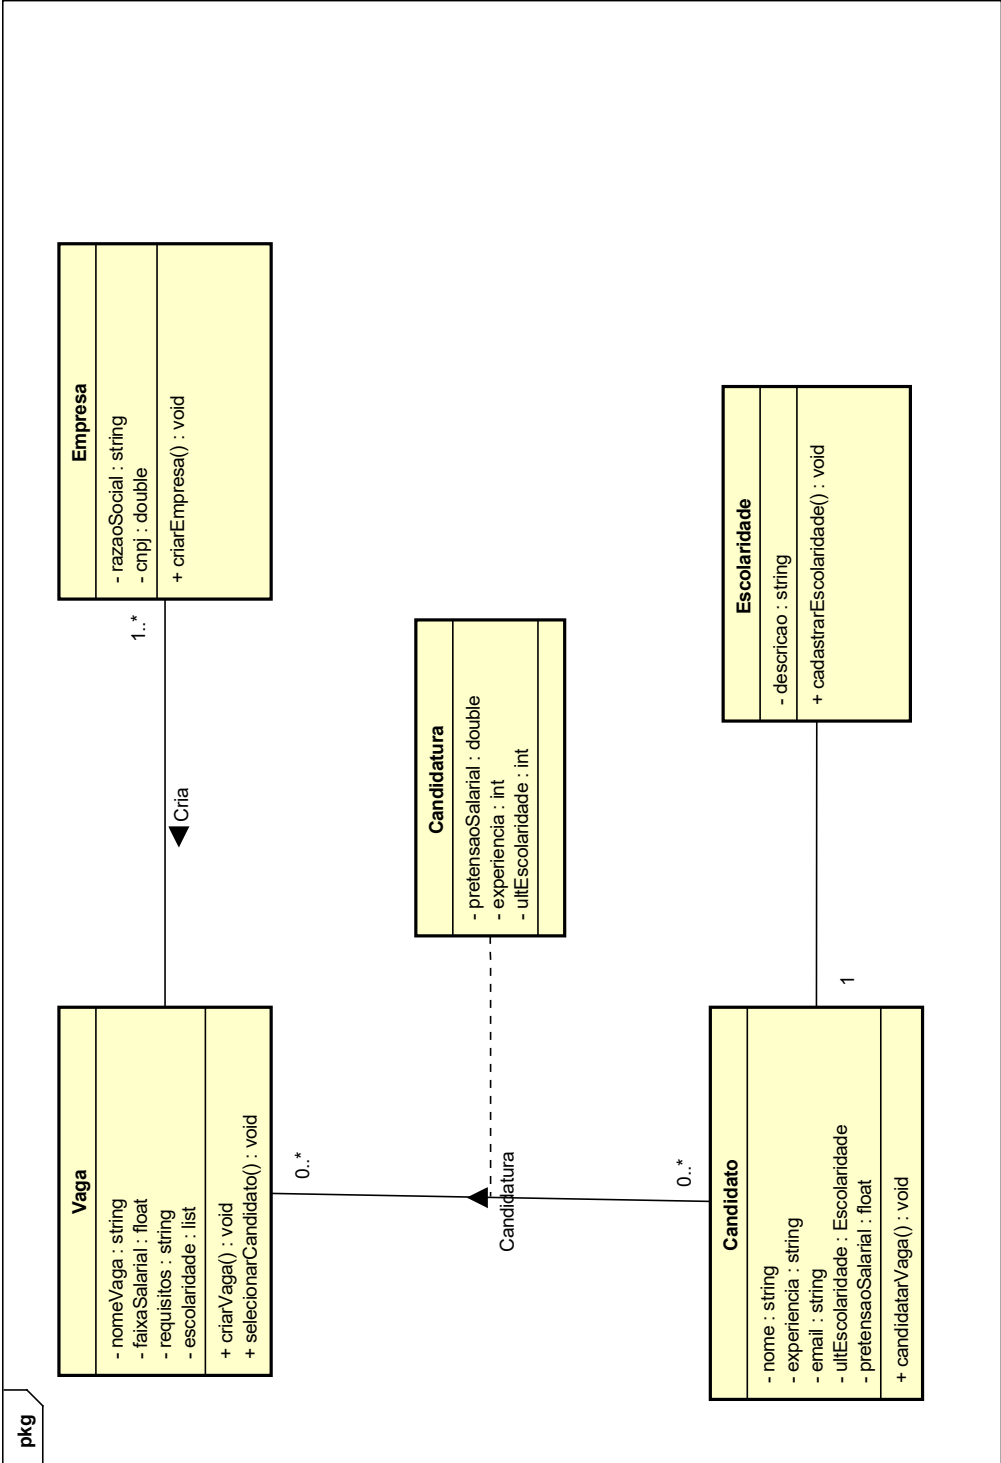 pkg
Vaga
- nomeVaga : string
- faixaSalarial : float
- requisitos : string
- escolaridade : list
+ criarVaga() : void
+ selecionarCandidato() : void
Cria
1..*
Empresa
- razaoSocial : string
- cnpj : double
+ criarEmpresa() : void
0..*
Candidatura
0..*
Candidatura
- pretensaoSalarial : double
- experiencia : int
- ultEscolaridade : int
Candidato
- nome : string
- experiencia : string
- email : string
- ultEscolaridade : Escolaridade
- pretensaoSalarial : float
+ candidatarVaga() : void
1
Escolaridade
- descricao : string
+ cadastrarEscolaridade() : void